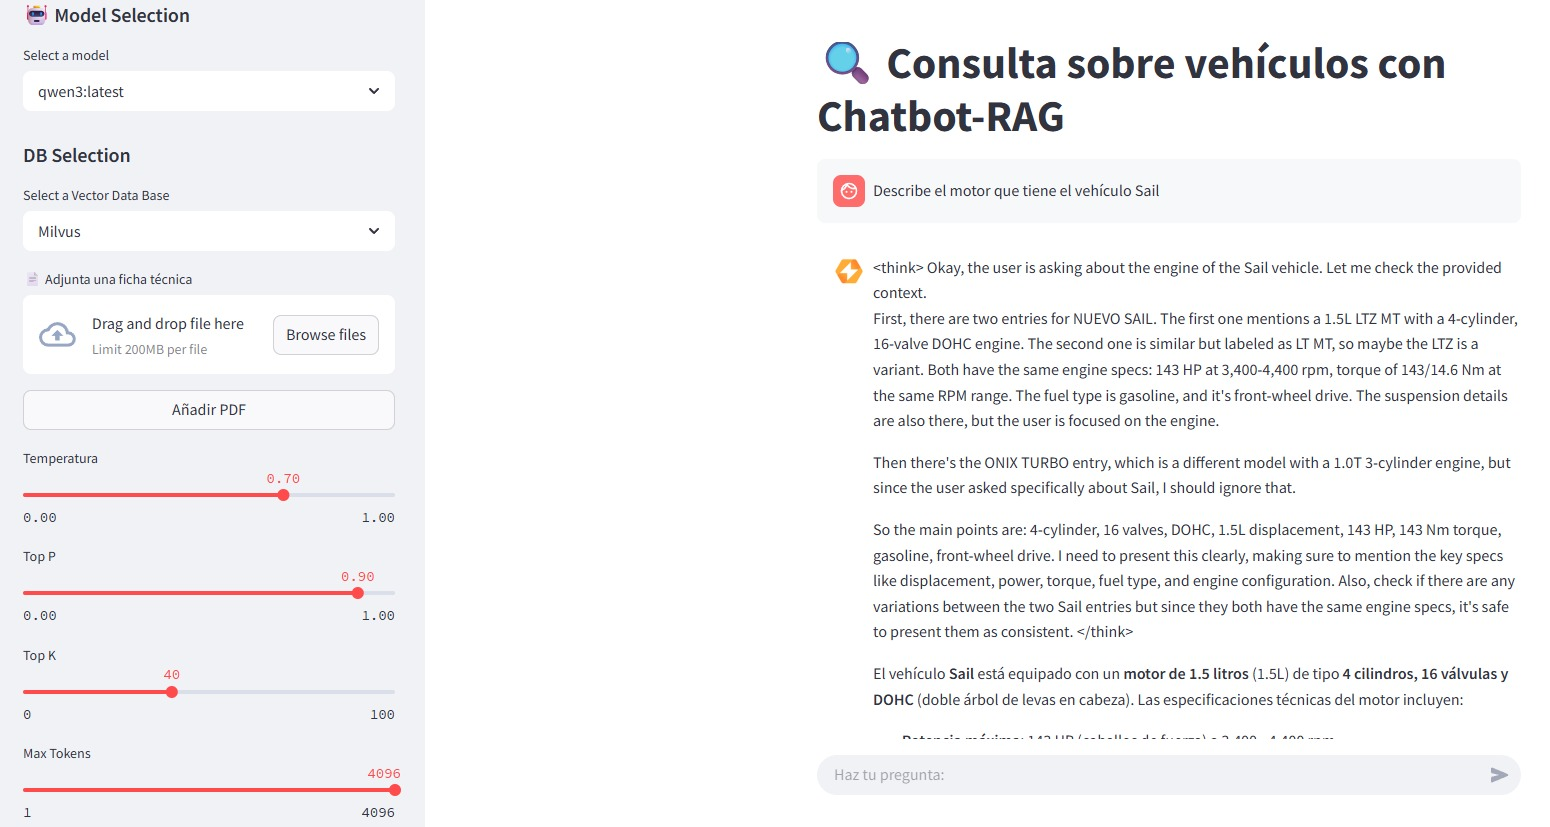 Model Selection
Select a model
qwen3:latest
DB Selection
Select a Vector Data Base
Milvus
Adjunta una ficha técnica
Drag and drop file here
Limit 200MB per file
Browse files
Añadir PDF
Temperatura
0.70
0.00 1.00
Top P
0.90
0.00 1.00
Top K
40
0 100
Max Tokens
4096
1 4096
Consulta sobre vehículos con
Chatbot-RAG
Describe el motor que tiene el vehículo Sail
<think> Okay, the user is asking about the engine of the Sail vehicle. Let me check the provided
context.
First, there are two entries for NUEVO SAIL. The first one mentions a 1.5L LTZ MT with a 4-cylinder,
16-valve DOHC engine. The second one is similar but labeled as LT MT, so maybe the LTZ is a
variant. Both have the same engine specs: 143 HP at 3,400-4,400 rpm, torque of 143/14.6 Nm at
the same RPM range. The fuel type is gasoline, and it's front-wheel drive. The suspension details
are also there, but the user is focused on the engine.
Then there's the ONIX TURBO entry, which is a different model with a 1.0T 3-cylinder engine, but
since the user asked specifically about Sail, I should ignore that.
So the main points are: 4-cylinder, 16 valves, DOHC, 1.5L displacement, 143 HP, 143 Nm torque,
gasoline, front-wheel drive. I need to present this clearly, making sure to mention the key specs
like displacement, power, torque, fuel type, and engine configuration. Also, check if there are any
variations between the two Sail entries but since they both have the same engine specs, it's safe
to present them as consistent. </think>
El vehículo Sail está equipado con un motor de 1.5 litros (1.5L) de tipo 4 cilindros, 16 válvulas y
DOHC (doble árbol de levas en cabeza). Las especificaciones técnicas del motor incluyen:
Potencia máxima: 143 HP (caballos de fuerza) a 3,400 - 4,400 rpm
Haz tu pregunta: